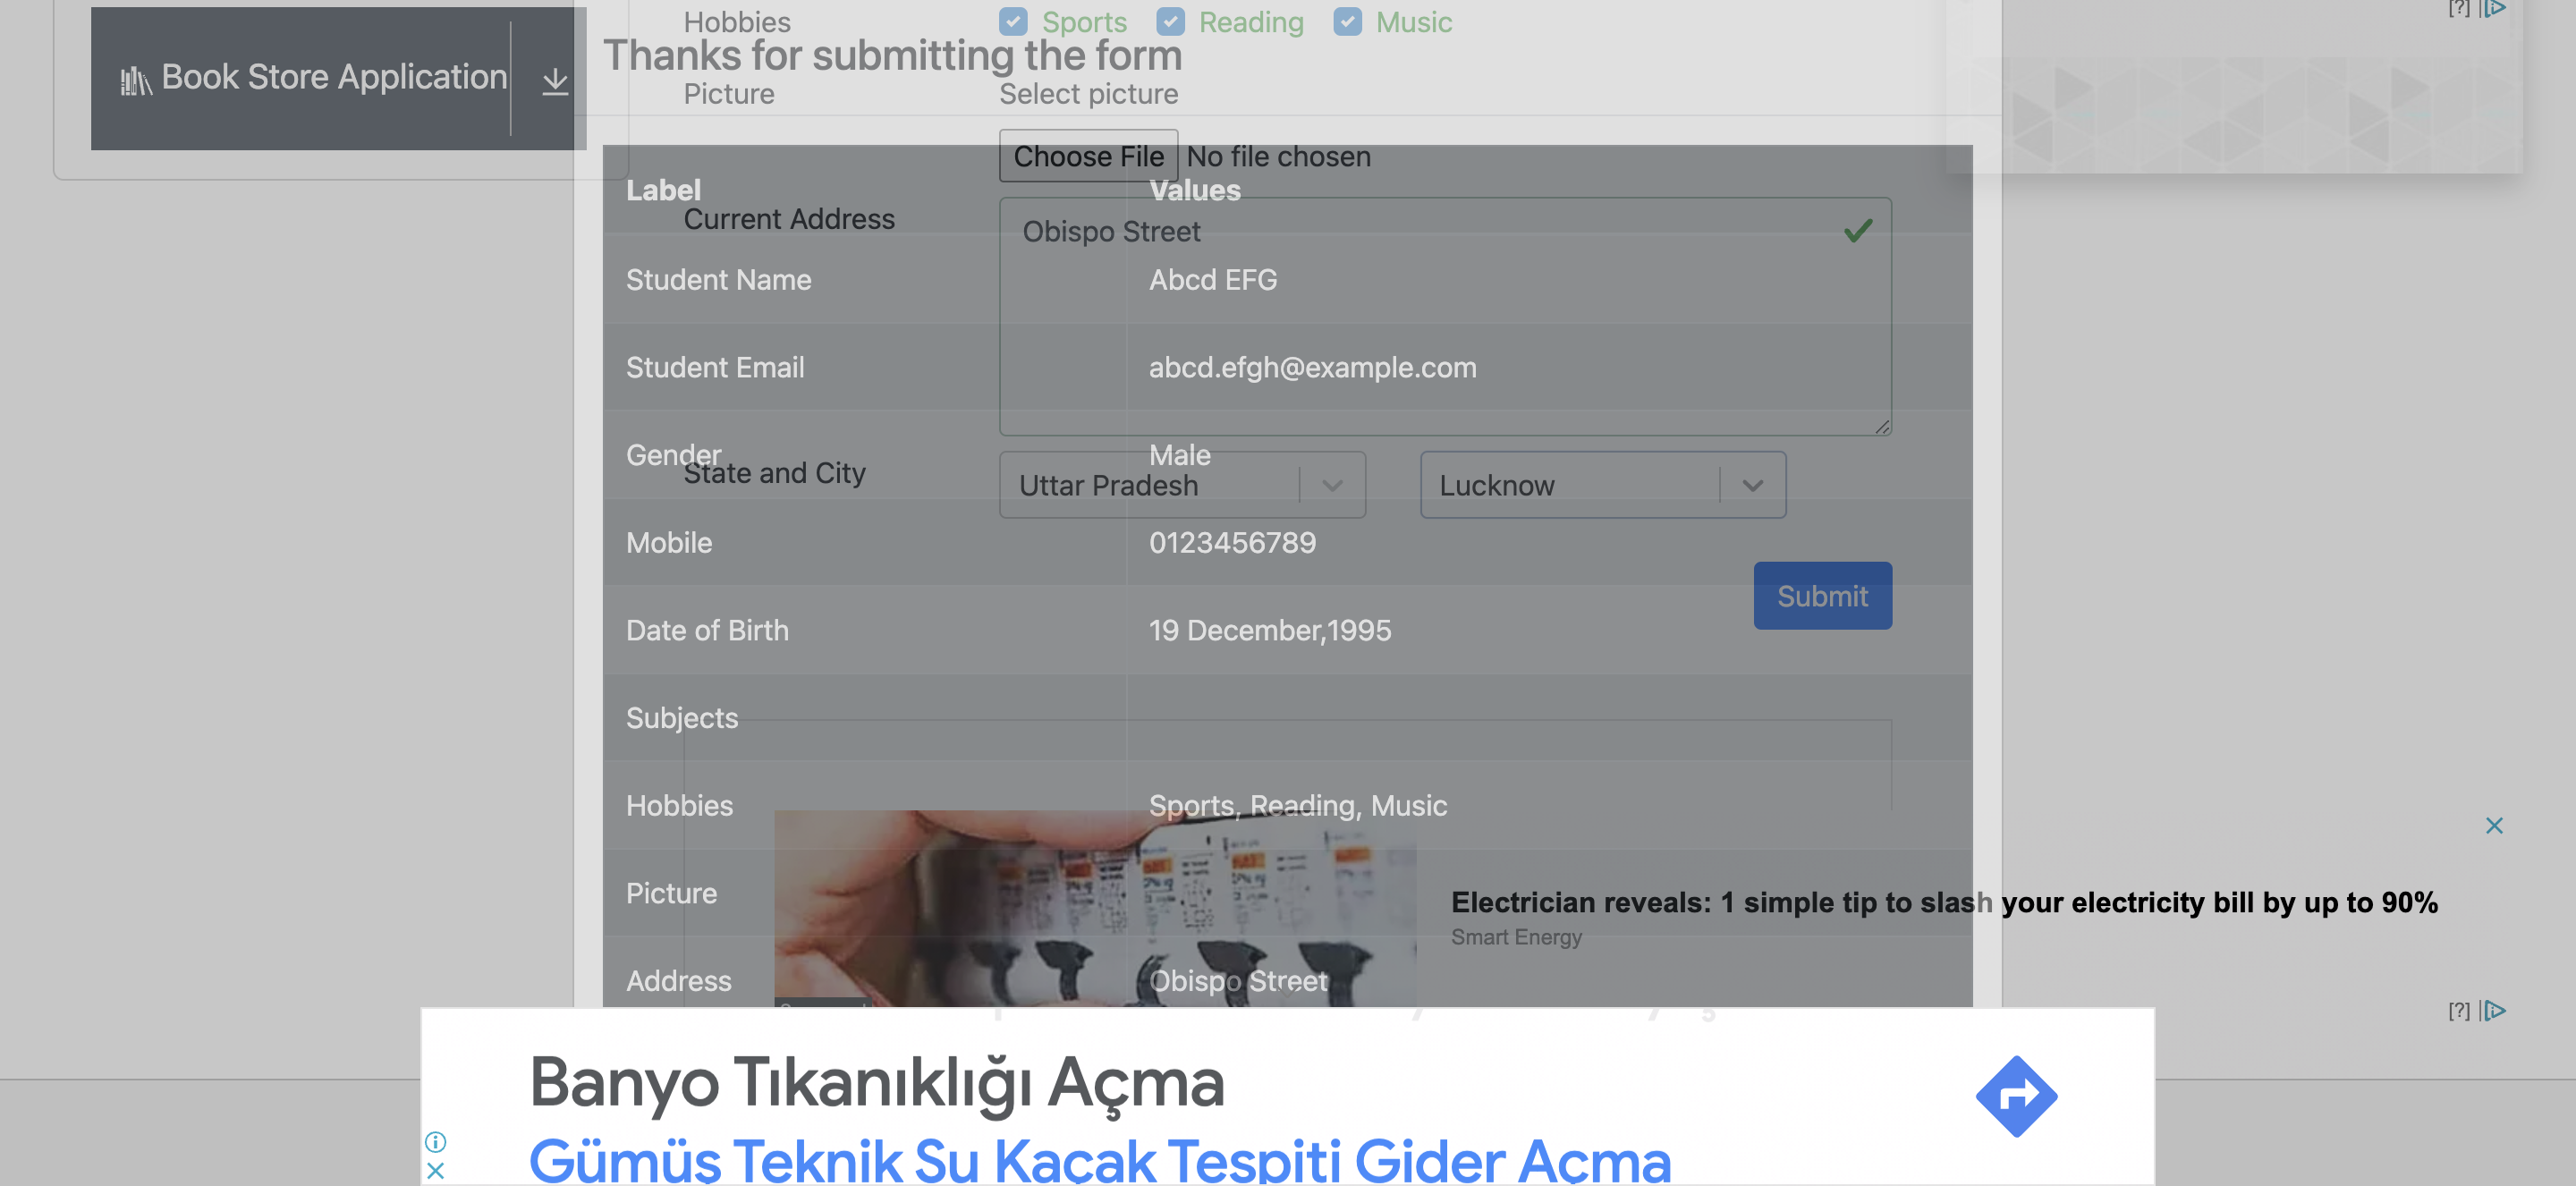 Hobbies Sports Reading Music
[?]
Thanks for submitting the form
Book Store Application
Picture Select picture
Choose File No file chosen
Label Values
Current Address Obispo Street
Student Name Abcd EFG
Student Email abcd.efgh@example.com
Gender Male
State and City Uttar Pradesh Lucknow
Mobile 0123456789
Submit
Date of Birth 19 December,1995
Subjects
Hobbies Sports, Reading, Music
Picture
Electrician reveals: 1 simple tip to slash your electricity bill by up to 90%
Smart Energy
Address Obispo Street
[?]
Banyo Tıkanıklığı Açma
Gümüş Teknik Su Kaçak Tespiti Gider Açma